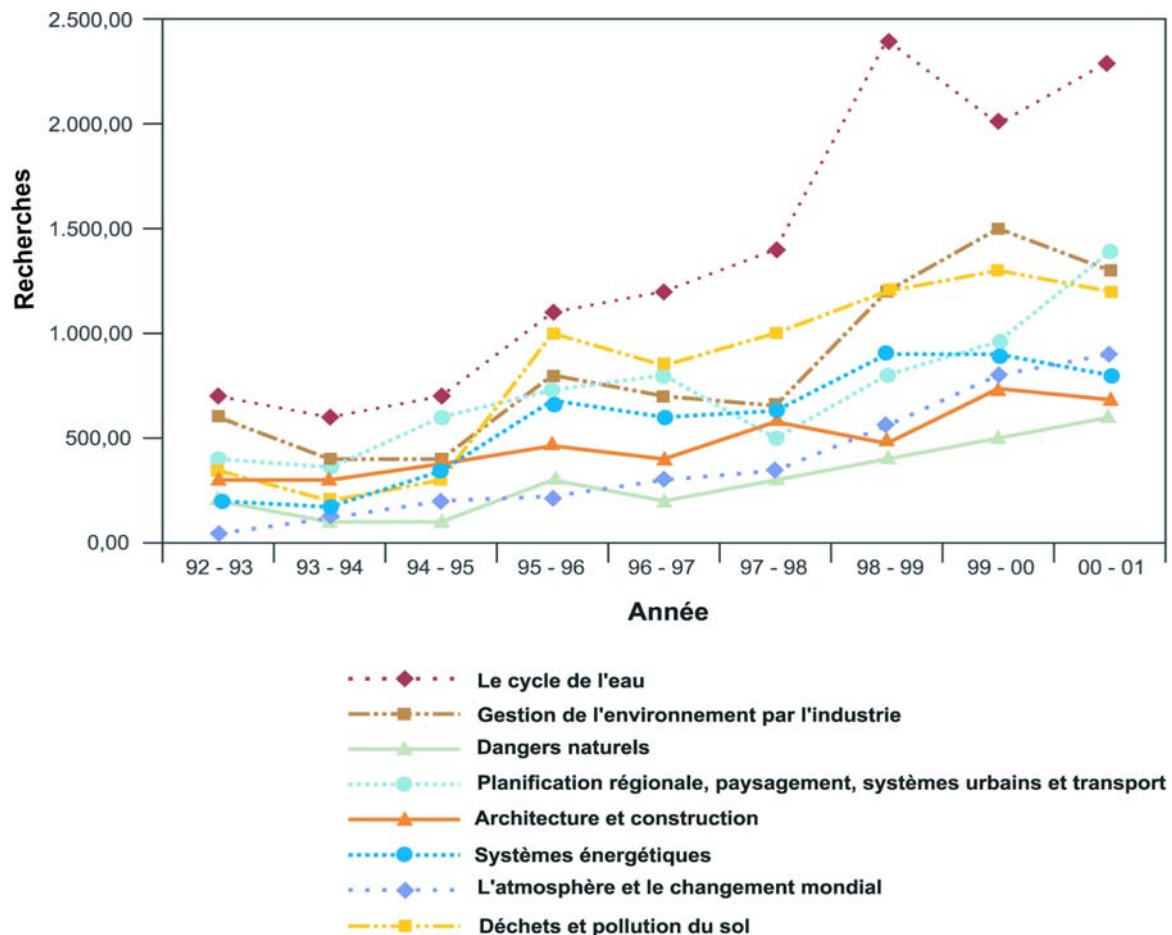 2.500,00
2.000,00
1.500,00
1.000,00
500,00
0,00
Recherches
92 - 93 93 - 94 94 - 95 95 - 96 96 - 97 97 - 98 98 - 99 99 - 00 00 - 01
Année
Le cycle de l'eau
Gestion de l'environnement par l'industrie
Dangers naturels
Planification régionale, paysagement, systèmes urbains et transport
Architecture et construction
Systèmes énergétiques
L'atmosphère et le changement mondial
Déchets et pollution du sol